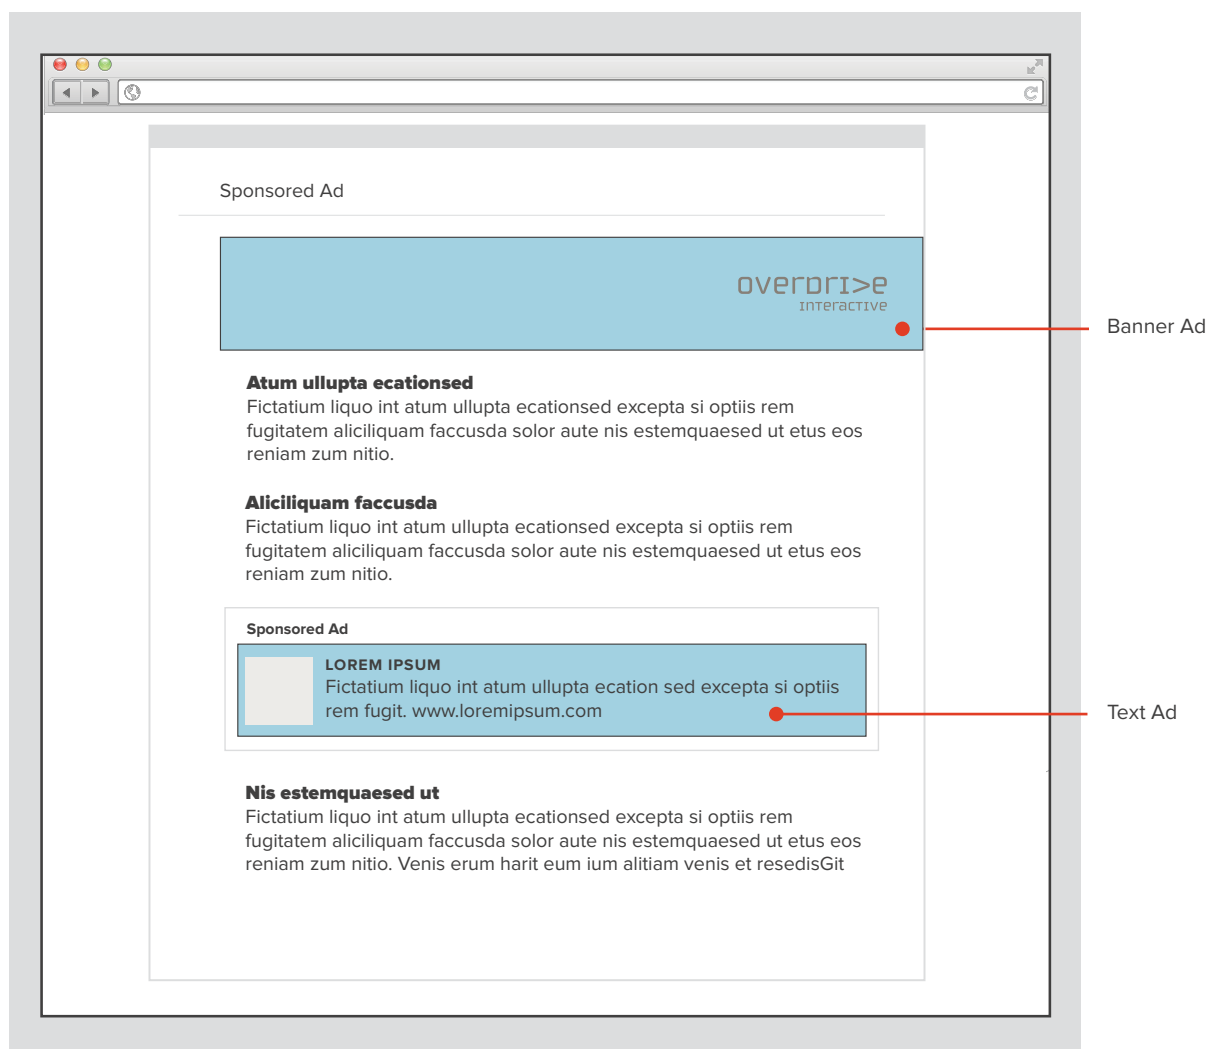 Sponsored Ad
overdrive
interactive
Banner Ad
Atum ullupta ecationsed
Fictatium liquo int atum ullupta ecationsed excepta si optiis rem
fugitatem aliciliquam faccusda solor aute nis estemquaesed ut etus eos
reniam zum nitio.
Aliciliquam faccusda
Fictatium liquo int atum ullupta ecationsed excepta si optiis rem
fugitatem aliciliquam faccusda solor aute nis estemquaesed ut etus eos
reniam zum nitio.
Sponsored Ad
LOREM IPSUM
Fictatium liquo int atum ullupta ecation sed excepta si optiis
rem fugit. www.loremipsum.com
Text Ad
Nis estemquaesed ut
Fictatium liquo int atum ullupta ecationsed excepta si optiis rem
fugitatem aliciliquam faccusda solor aute nis estemquaesed ut etus eos
reniam zum nitio. Venis erum harit eum ium alitiam venis et resedisGit